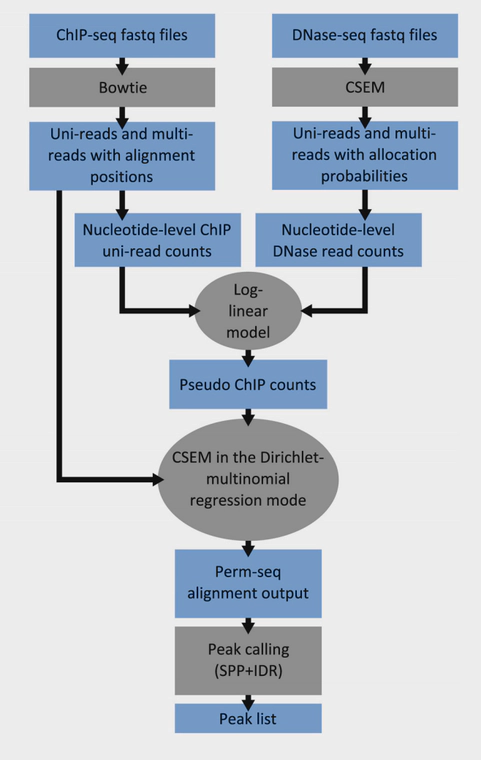 ChIP-seq fastq files
DNase-seq fastq files
Bowtie
CSEM
Uni-reads and multi-
reads with alignment
positions
Uni-reads and multi-
reads with allocation
probabilities
Nucleotide-level ChIP
uni-read counts
Nucleotide-level
DNase read counts
Log-
linear
model
Pseudo ChIP counts
CSEM in the Dirichlet-
multinomial
regression mode
Perm-seq
alignment output
Peak calling
(SPP+IDR)
Peak list